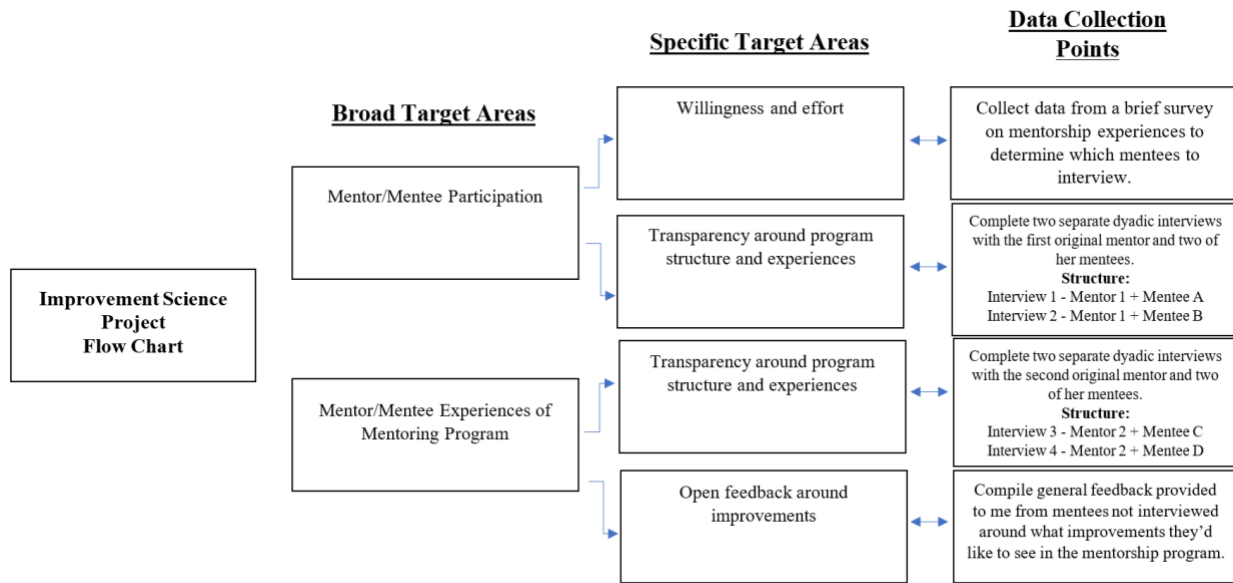 Improvement Science
Project
Flow Chart
Broad Target Areas
Mentor/Mentee Participation
Mentor/Mentee Experiences of
Mentoring Program
Specific Target Areas
Willingness and effort
Transparency around program
structure and experiences
Transparency around program
structure and experiences
Open feedback around
improvements
Data Collection
Points
Collect data from a brief survey
on mentorship experiences to
determine which mentees to
interview.
Complete two separate dyadic interviews
with the first original mentor and two of
her mentees.
Structure:
Interview 1 - Mentor 1 + Mentee A
Interview 2 - Mentor 1 + Mentee B
Complete two separate dyadic interviews
with the second original mentor and two
of her mentees.
Structure:
Interview 3 - Mentor 2 + Mentee C
Interview 4 - Mentor 2 + Mentee D
Compile general feedback provided
to me from mentees not interviewed
around what improvements they’d
like to see in the mentorship program.